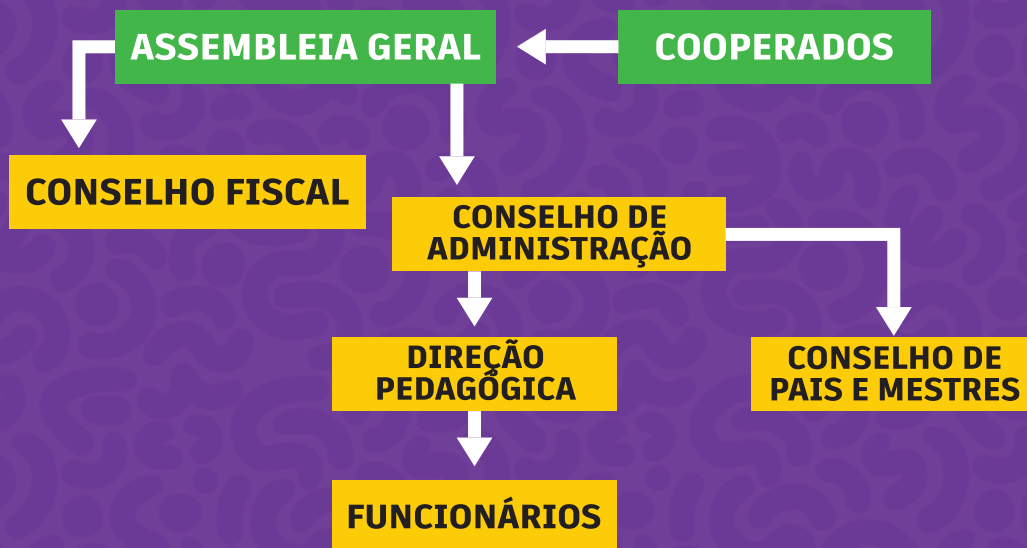 ASSEMBLEIA GERAL
COOPERADOS
CONSELHO FISCAL
CONSELHO DE
ADMINISTRAÇÃO
DIREÇÃO
PEDAGÓGICA
CONSELHO DE
PAIS E MESTRES
FUNCIONÁRIOS